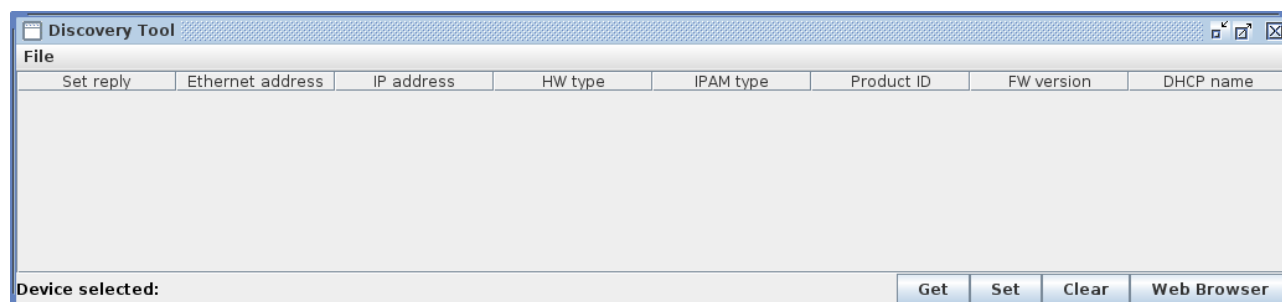 Discovery Tool
File
Set reply Ethernet address IP address HW type IPAM type Product ID FW version DHCP name
Device selected: Get Set Clear Web Browser